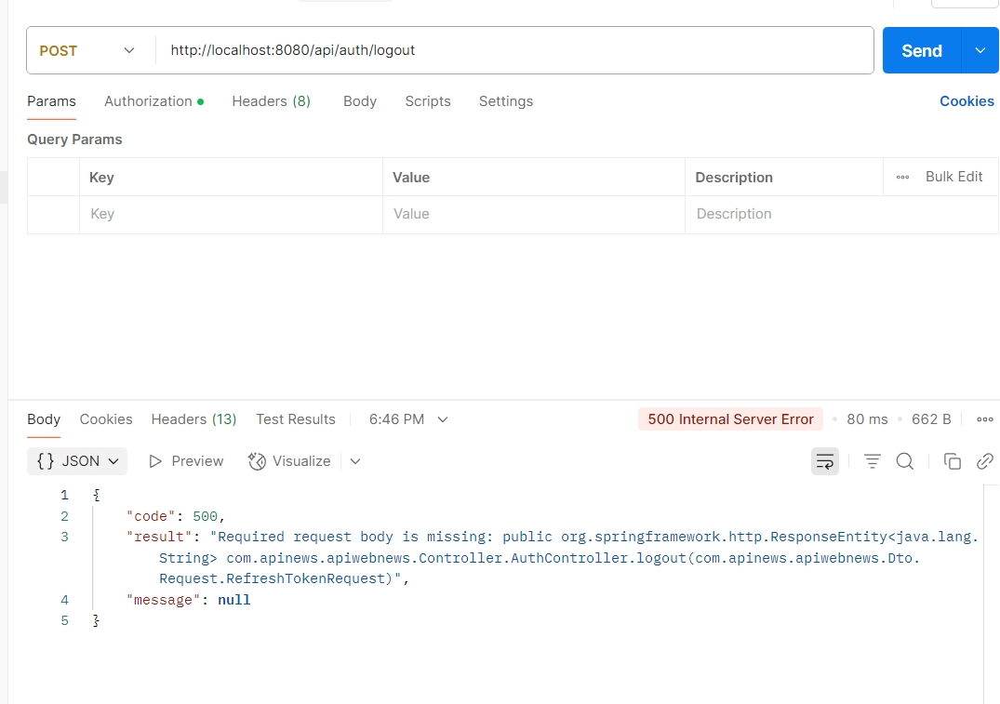 POST http://localhost:8080/api/auth/logout Send
Params Authorization Headers (8) Body Scripts Settings Cookies
Query Params
Key Value Description Bulk Edit
Key Value Description
Body Cookies Headers (13) Test Results 6:46 PM 500 Internal Server Error 80 ms 662 B
{} JSON Preview Visualize
1 {
2 "code": 500,
3 "result": "Required request body is missing: public org.springframework.http.ResponseEntity<java.lang.
String> com.apinews.apiwebnews.Controller.AuthController.logout(com.apinews.apiwebnews.Dto.
Request.RefreshTokenRequest)",
4 "message": null
5 }